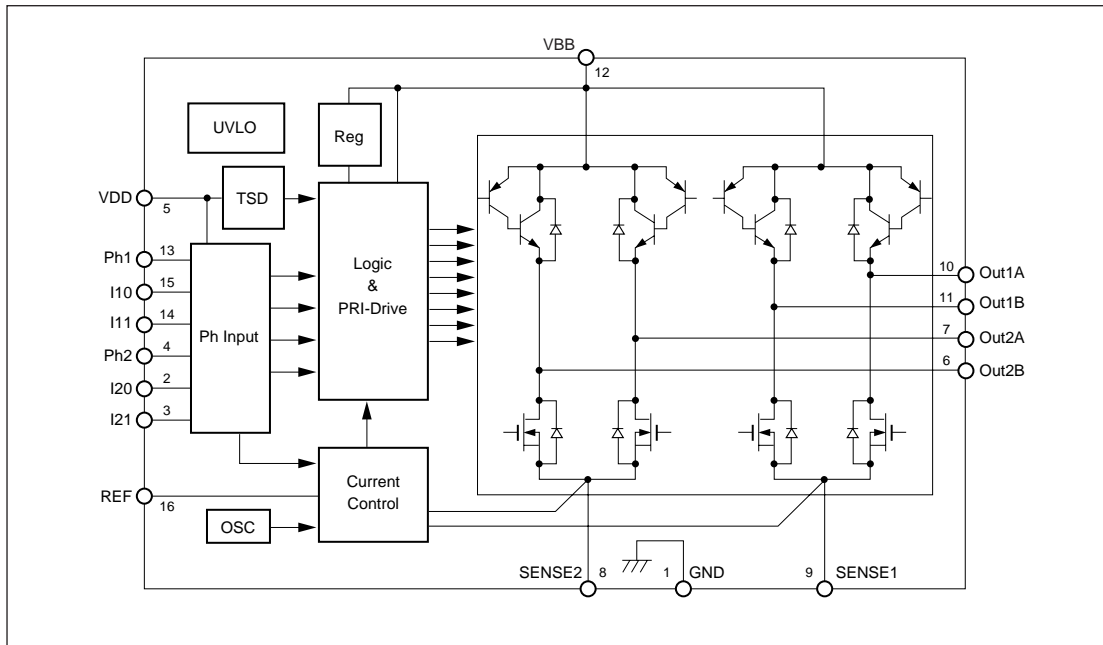 VBB
12
UVLO
Reg
VDD
5
TSD
Ph1
13
I10
15
I11
14
Ph2
4
I20
2
I21
3
Ph Input
Logic
&
PRI-Drive
10
Out1A
11
Out1B
7
Out2A
6
Out2B
REF
16
Current
Control
OSC
SENSE2
8
1
GND
9
SENSE1